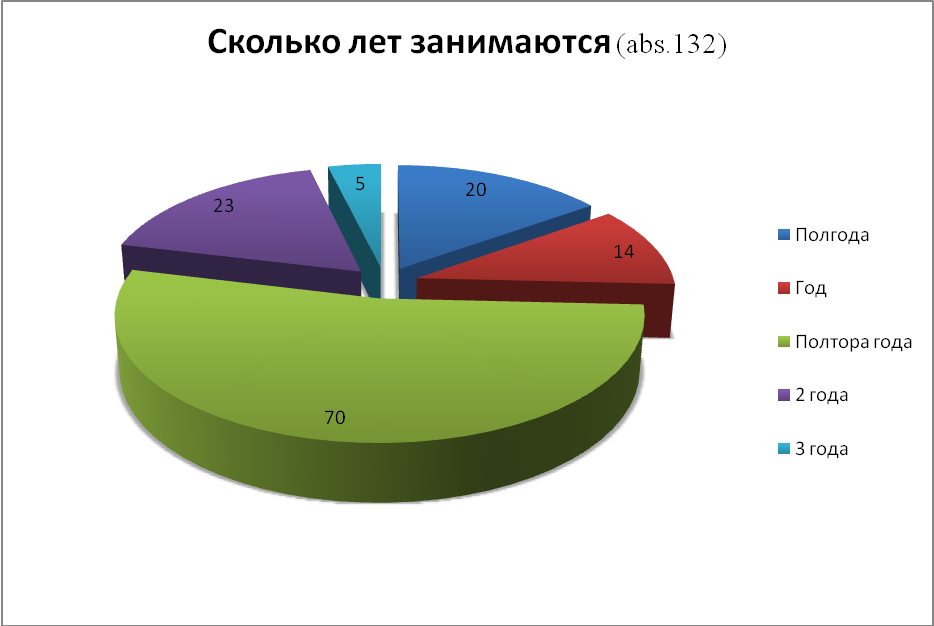 Сколько лет занимаются (abs.132)
5
20
23
14
70
Полгода
Год
Полтора года
2 года
3 года